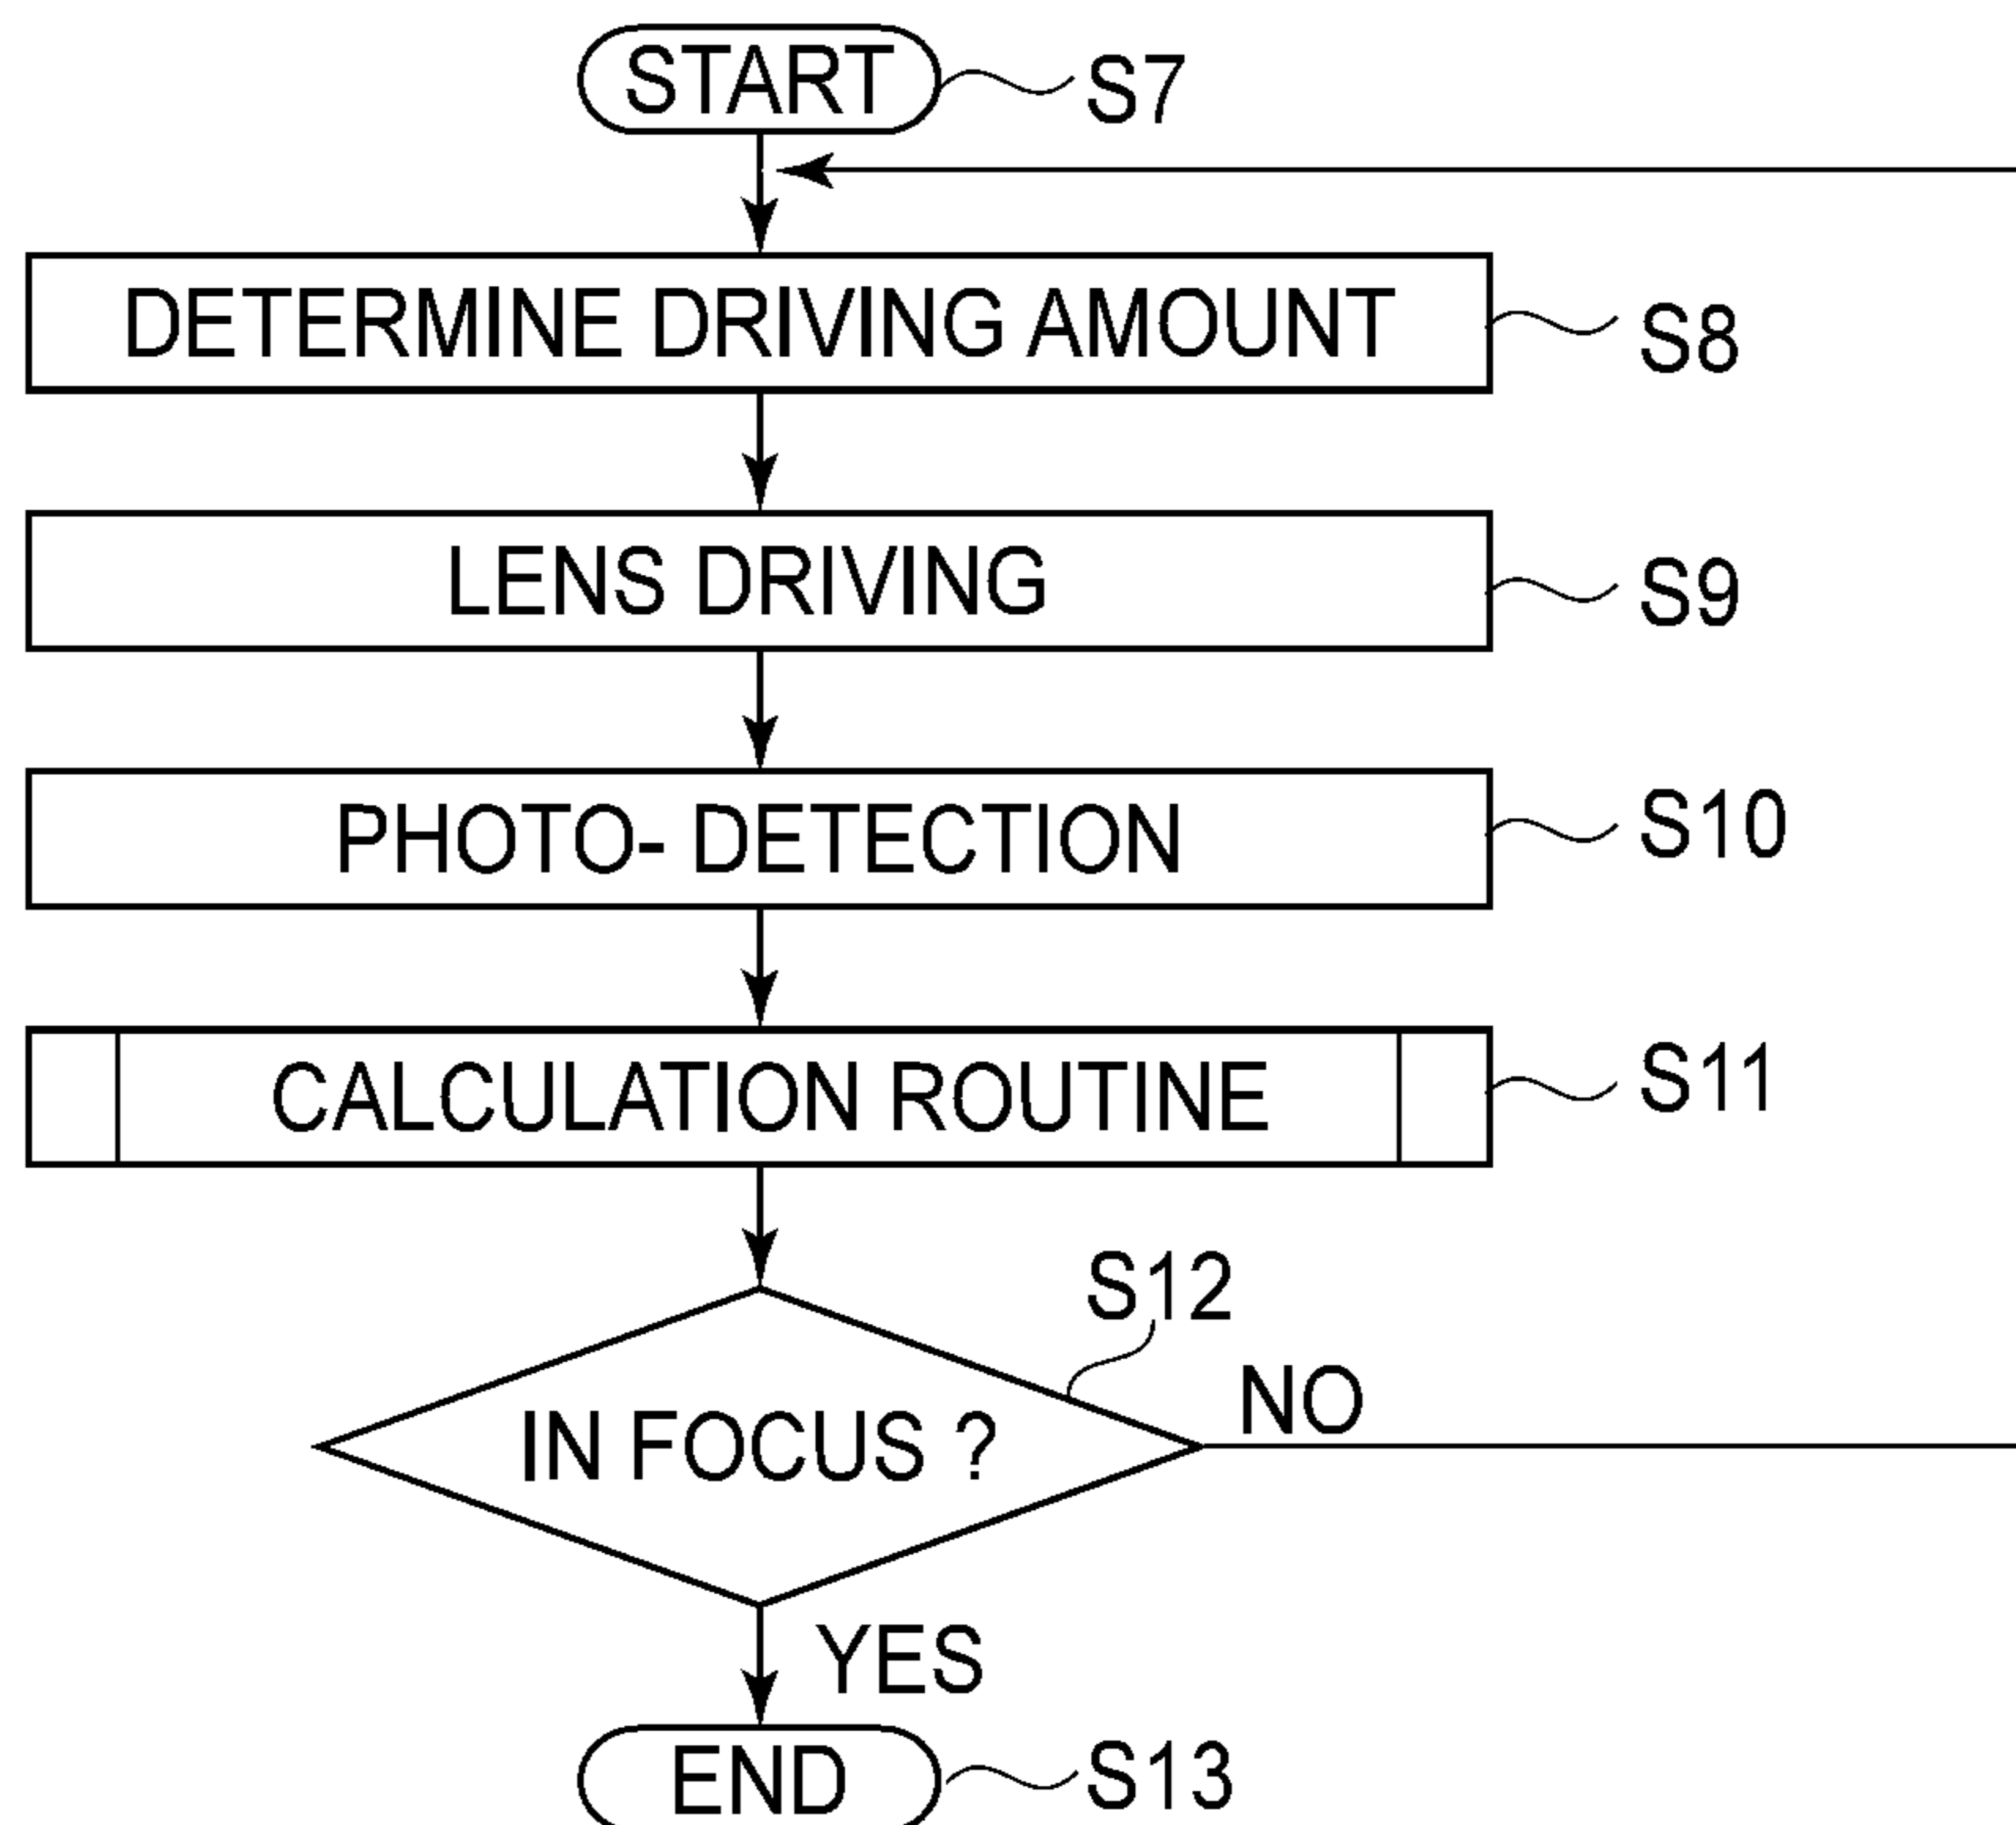 START
S7
DETERMINE DRIVING AMOUNT
S8
LENS DRIVING
S9
PHOTO- DETECTION
S10
CALCULATION ROUTINE
S11
S12
IN FOCUS ?
NO
YES
END
S13